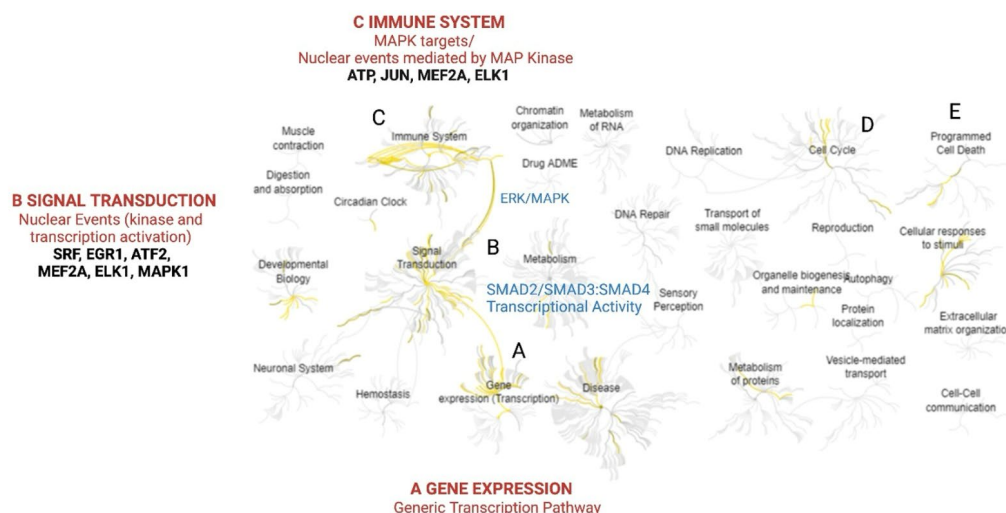 C IMMUNE SYSTEM
MAPK targets/
Nuclear events mediated by MAP Kinase
ATP, JUN, MEF2A, ELK1
B SIGNAL TRANSDUCTION
Nuclear Events (kinase and
transcription activation)
SRF, EGR1, ATF2,
MEF2A, ELK1, MAPK1
C
Immune System
Muscle
contraction
Digestion
and absorption
Circadian Clock
Chromatin
organization
Metabolism
of RNA
Drug ADME
ERK/MAPK
DNA Replication
D
Cell Cycle
E
Programmed
Cell Death
DNA Repair
Transport of
small molecules
Reproduction
Cellular responses
to stimuli
B
Signal
Transduction
Developmental
Biology
Metabolism
SMAD2/SMAD3:SMAD4
Transcriptional Activity
Sensory
Perception
Organelle biogenesis
and maintenance
Autophagy
Protein
localization
Extracellular
matrix organizatio
Neuronal System
Hemostasis
A
Gene
expression (Transcription)
Disease
Metabolism
of proteins
Vesicle-mediated
transport
Cell-Cell
communication
A GENE EXPRESSION
Generic Transcription Pathway